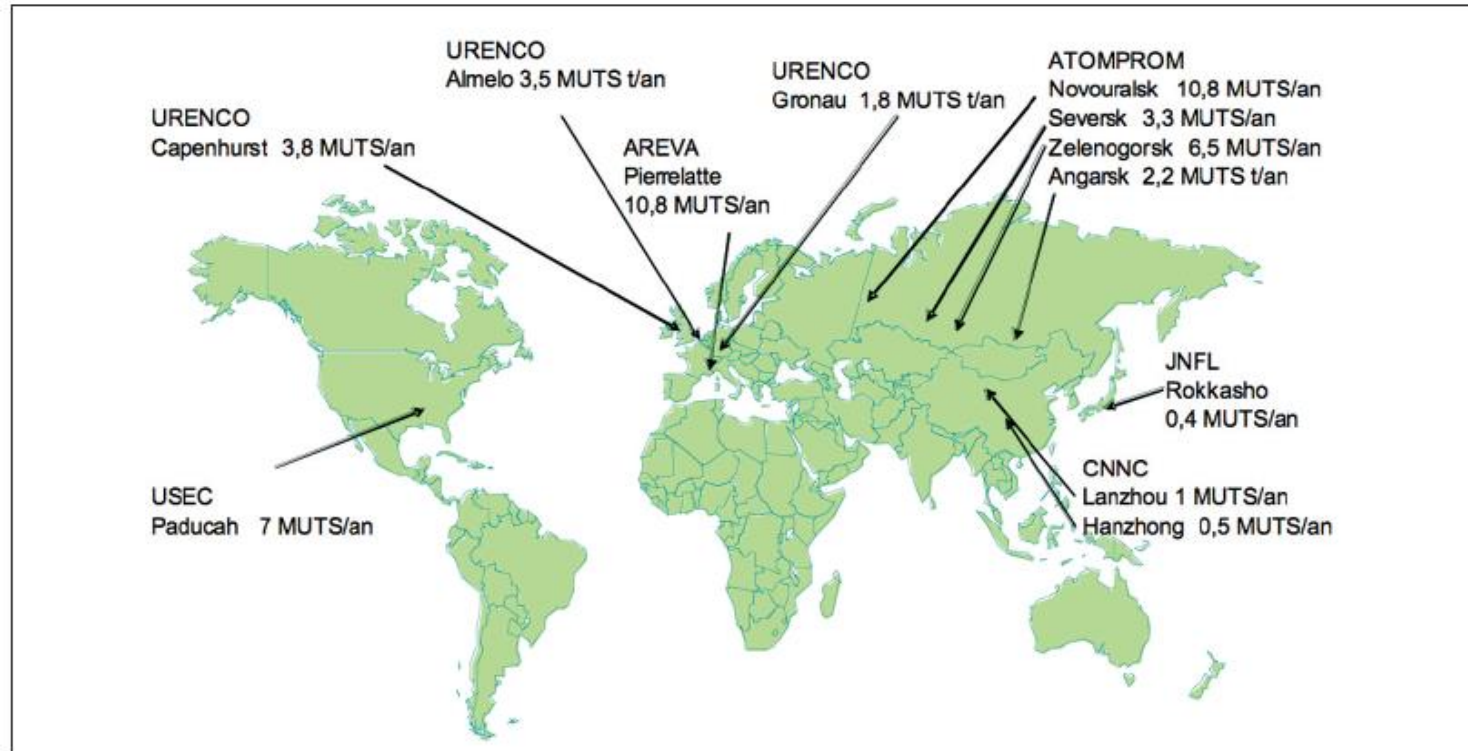 URENCO
Almelo 3,5 MUTS t/an
URENCO
Gronau 1,8 MUTS t/an
ATOMPROM
Novouralsk 10,8 MUTS/an
Seversk 3,3 MUTS/an
Zelenogorsk 6,5 MUTS/an
Angarsk 2,2 MUTS t/an
URENCO
Capenhurst 3,8 MUTS/an
AREVA
Pierrelatte
10,8 MUTS/an
JNFL
Rokkasho
0,4 MUTS/an
USEC
Paducah 7 MUTS/an
CNNC
Lanzhou 1 MUTS/an
Hanzhong 0,5 MUTS/an